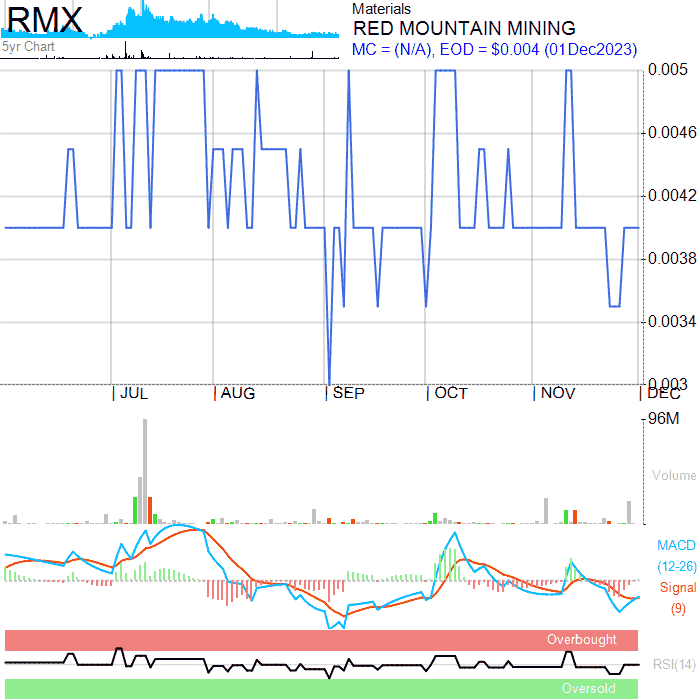 RMX
5yr Chart
Materials
RED MOUNTAIN MINING
MC = (N/A), EOD = $0.004 (01Dec2023)
0.005
0.0046
0.0042
0.0038
0.0034
0.003
JUL AUG SEP OCT NOV DEC
96M
Volume
MACD
(12-26)
Signal
(9)
Overbought
RSI(14)
Oversold